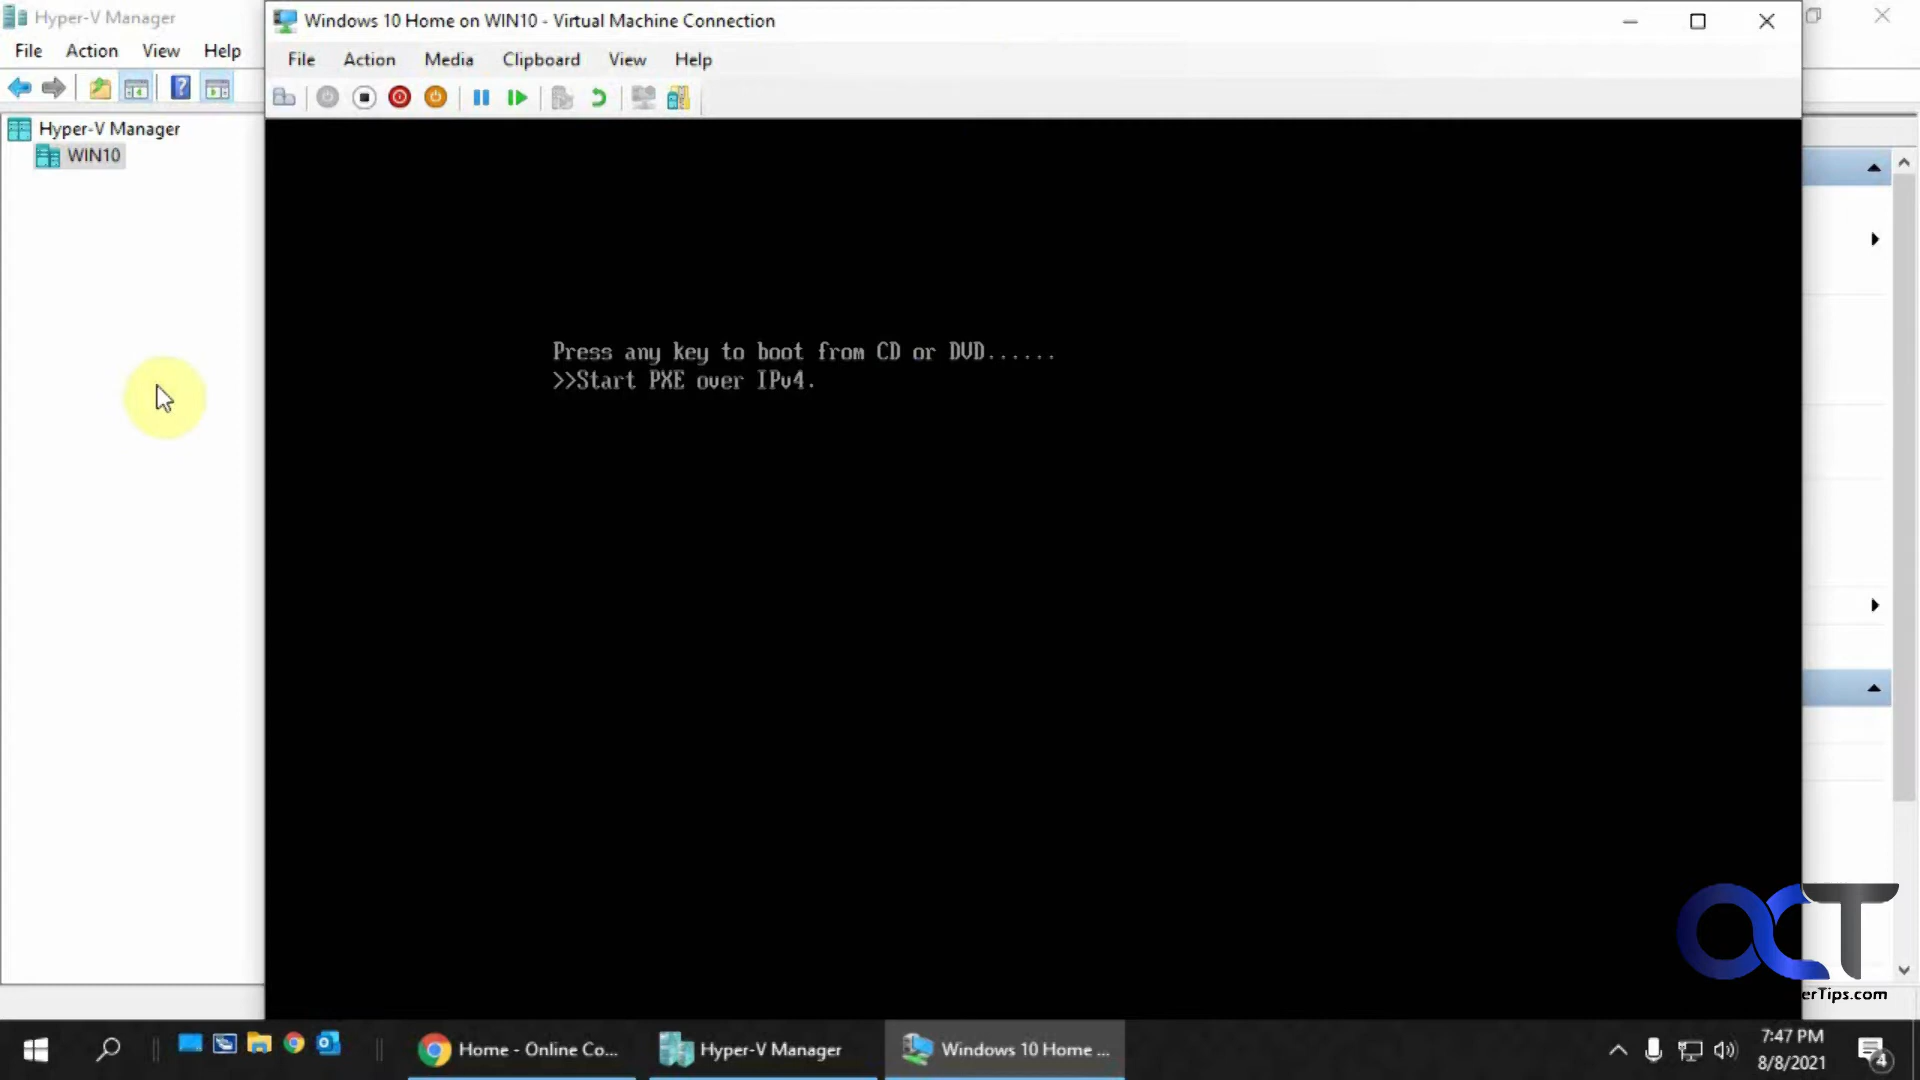 Hyper-V Manager
File Action View Help
Hyper-V Manager
WIN10
Windows 10 Home on WIN10 - Virtual Machine Connection
File Action Media Clipboard View Help
Press any key to boot from CD or DVD......
>>Start PXE over IPv4.
OCT
erTips.com
Home - Online Co...
Hyper-V Manager
Windows 10 Home ...
7:47 PM
8/8/2021
4